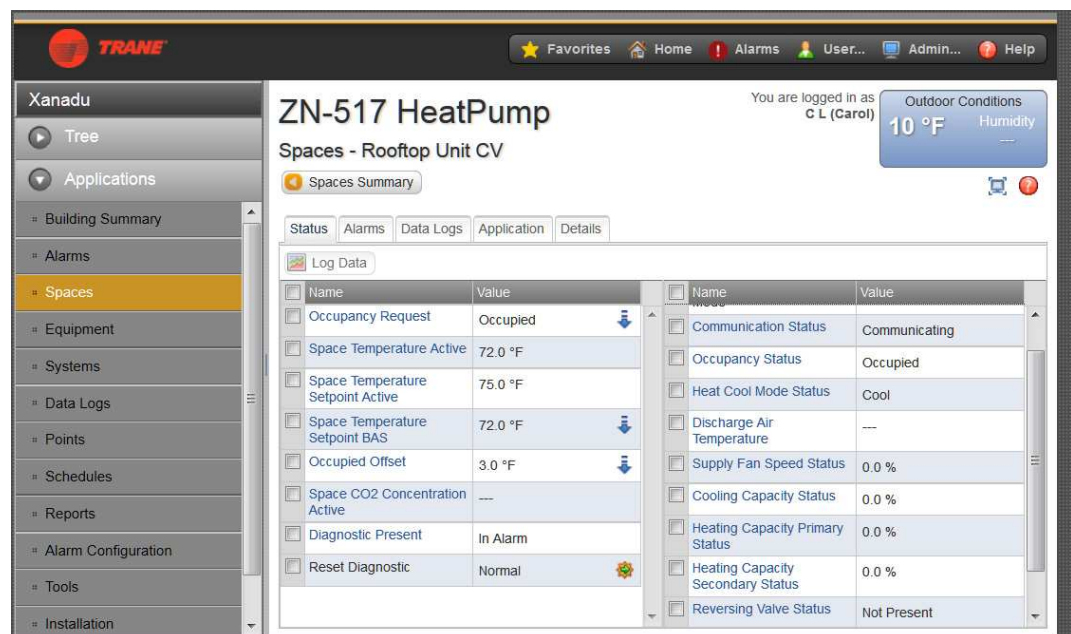 TRANE
Favorites Home Alarms User... Admin... Help
Xanadu
Tree
Applications
Building Summary
Alarms
Spaces
Equipment
Systems
Data Logs
Points
Schedules
Reports
Alarm Configuration
Tools
Installation
ZN-517 HeatPump
Spaces - Rooftop Unit CV
Spaces Summary
You are logged in as
C L (Carol)
Outdoor Conditions
10 °F Humidity
---
Status Alarms Data Logs Application Details
Log Data
Name Value
Occupancy Request Occupied
Space Temperature Active 72.0 °F
Space Temperature
Setpoint Active 75.0 °F
Space Temperature
Setpoint BAS 72.0 °F
Occupied Offset 3.0 °F
Space CO2 Concentration
Active ---
Diagnostic Present In Alarm
Reset Diagnostic Normal
Name Value
Communication Status Communicating
Occupancy Status Occupied
Heat Cool Mode Status Cool
Discharge Air
Temperature ---
Supply Fan Speed Status 0.0 %
Cooling Capacity Status 0.0 %
Heating Capacity Primary
Status 0.0 %
Heating Capacity
Secondary Status 0.0 %
Reversing Valve Status Not Present